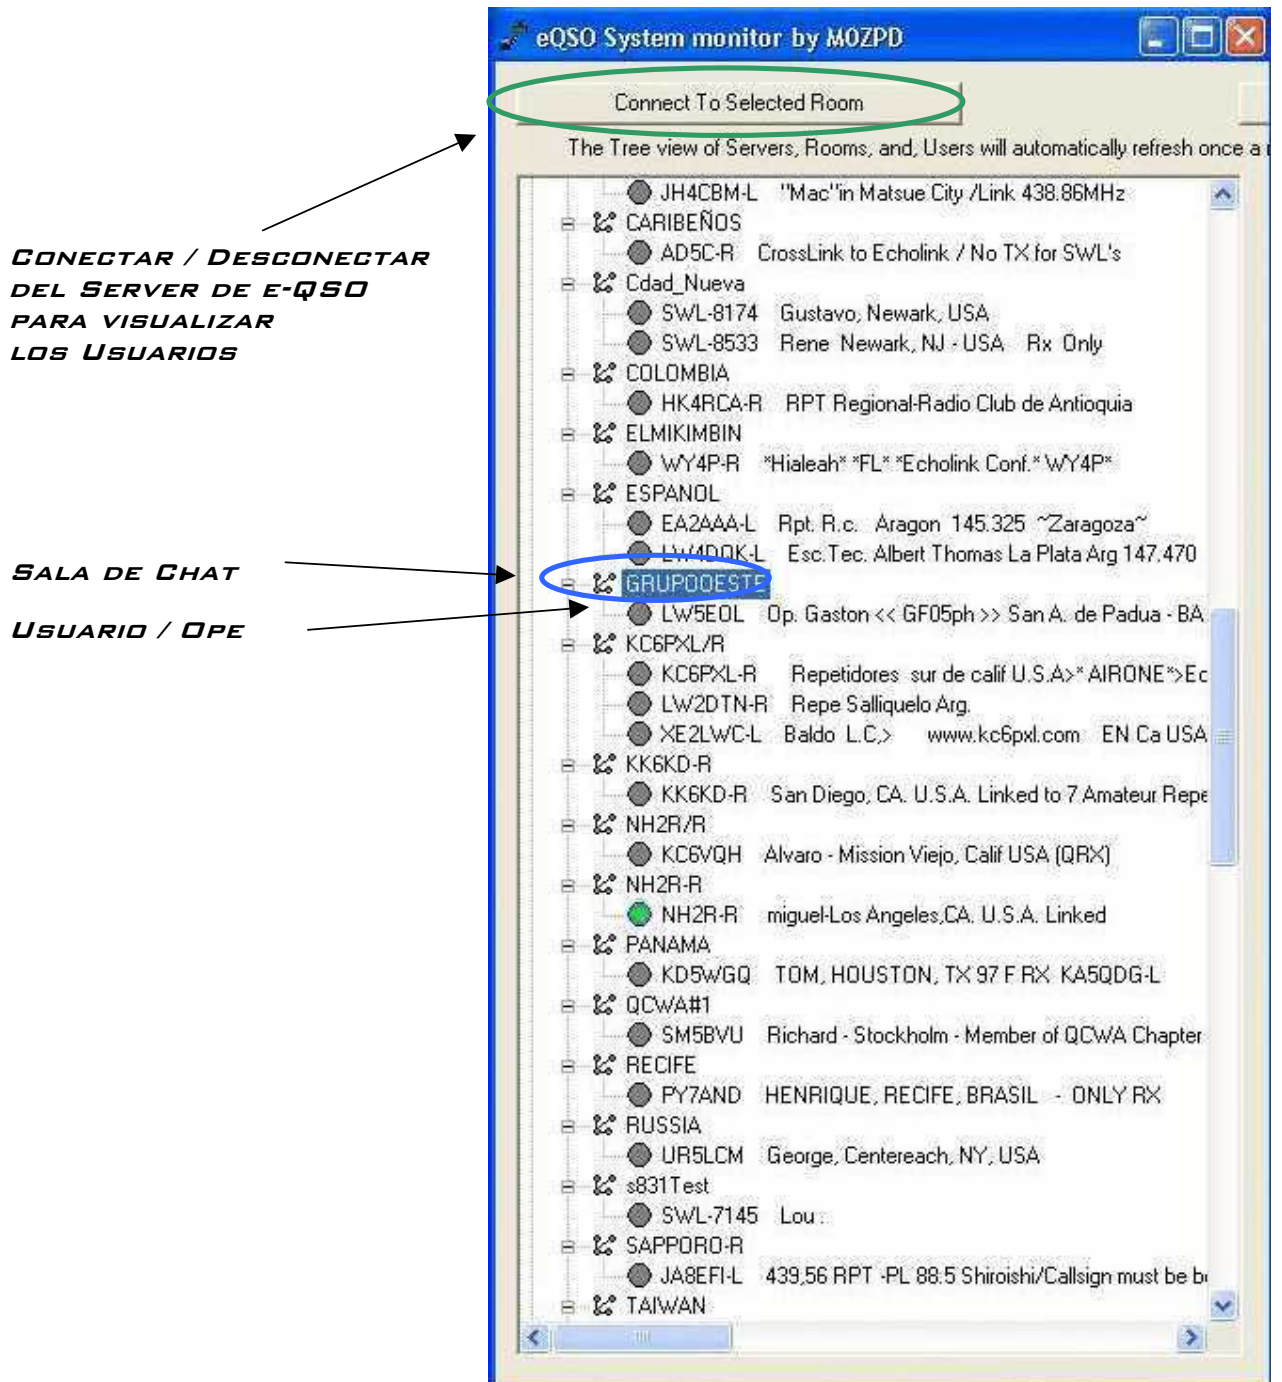 eQSO System monitor by M0ZPD
Connect To Selected Room
The Tree view of Servers, Rooms, and, Users will automatically refresh once a
JH4CBM-L "Mac"in Matsue City /Link 438.86MHz
CARIBEÑOS
AD5C-R CrossLink to Echolink / No TX for SWL's
Cdad_Nueva
SWL-8174 Gustavo, Newark, USA
SWL-8533 Rene Newark, NJ - USA Rx Only
COLOMBIA
HK4RCA-R RPT Regional-Radio Club de Antioquia
ELMIKIMBIN
WY4P-R *Hialeah* *FL* *Echolink Conf.* WY4P*
ESPANOL
EA2AAA-L Rpt. R.c. Aragon 145.325 ~Zaragoza~
LW4DQK-L Esc.Tec. Albert Thomas La Plata Arg 147.470
GRUPOOESTE
LW5EOL Op. Gaston << GF05ph >> San A. de Padua - BA
KC6PXL/R
KC6PXL-R Repetidores sur de calif U.S.A>*AIRONE*>Ec
LW2DTN-R Repe Salliquelo Arg.
XE2LWC-L Baldo L.C,> www.kc6pxl.com EN Ca USA
KK6KD-R
KK6KD-R San Diego, CA. U.S.A. Linked to 7 Amateur Repe
NH2R/R
KC6VQH Alvaro - Mission Viejo, Calif USA (QRX)
NH2R-R
NH2R-R miguel-Los Angeles,CA. U.S.A. Linked
PANAMA
KD5WGQ TOM, HOUSTON, TX 97 F RX KA5QDG-L
QCWA#1
SM5BVU Richard - Stockholm - Member of QCWA Chapter
RECIFE
PY7AND HENRIQUE, RECIFE, BRASIL - ONLY RX
RUSSIA
UR5LCM George, Centereach, NY, USA
s831Test
SWL-7145 Lou :
SAPPORO-R
JA8EFI-L 439,56 RPT -PL 88.5 Shiroishi/Callsign must be
TAIWAN
Conectar / Desconectar
del Server de e-QSO
para visualizar
los Usuarios
Sala de Chat
Usuario / Ope